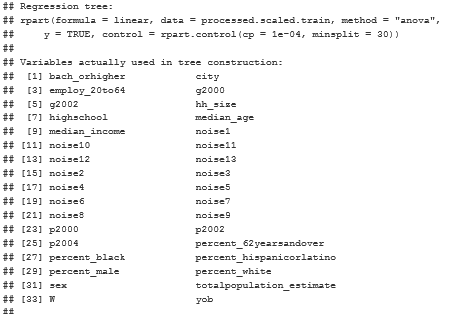 ## Regression tree:
## rpart(formula = linear, data = processed.scaled.train, method = "anova",
##     y = TRUE, control = rpart.control(cp = 1e-04, minsplit = 30))
##
## Variables actually used in tree construction:
##  [1] bach_orhigher            city
##  [3] employ_20to64            g2000
##  [5] g2002                    hh_size
##  [7] highschool               median_age
##  [9] median_income            noise1
## [11] noise10                  noise11
## [13] noise12                  noise13
## [15] noise2                   noise3
## [17] noise4                   noise5
## [19] noise6                   noise7
## [21] noise8                   noise9
## [23] p2000                    p2002
## [25] p2004                    percent_62yearsandover
## [27] percent_black            percent_hispanicorlatino
## [29] percent_male             percent_white
## [31] sex                      totalpopulation_estimate
## [33] W                        yob
##